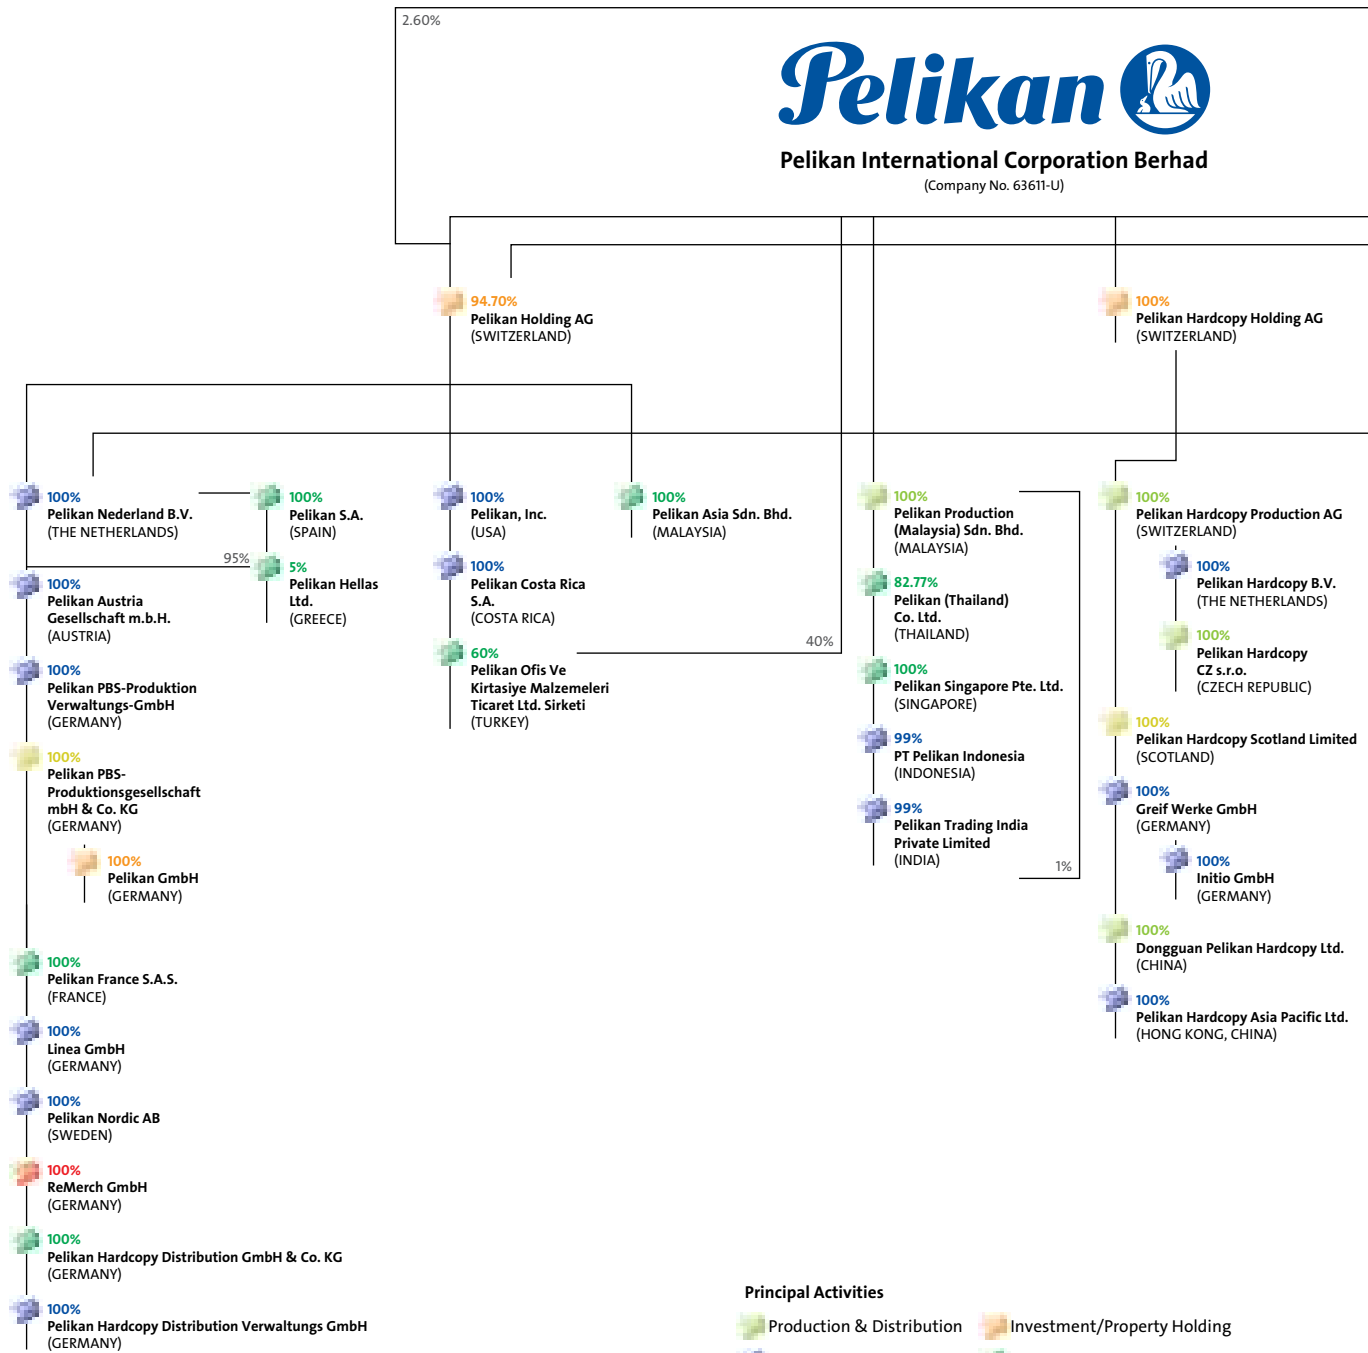 2.60%
Pelikan
Pelikan International Corporation Berhad
(Company No. 63611-U)
94.70%
Pelikan Holding AG
(SWITZERLAND)
100%
Pelikan Hardcopy Holding AG
(SWITZERLAND)
100%
Pelikan Nederland B.V.
(THE NETHERLANDS)
95%
100%
Pelikan Austria
Gesellschaft m.b.H.
(AUSTRIA)
100%
Pelikan PBS-Produktion
Verwaltungs-GmbH
(GERMANY)
100%
Pelikan PBS-
Produktionsgesellschaft
mbH & Co. KG
(GERMANY)
100%
Pelikan GmbH
(GERMANY)
100%
Pelikan France S.A.S.
(FRANCE)
100%
Linea GmbH
(GERMANY)
100%
Pelikan Nordic AB
(SWEDEN)
100%
ReMerch GmbH
(GERMANY)
100%
Pelikan Hardcopy Distribution GmbH & Co. KG
(GERMANY)
100%
Pelikan Hardcopy Distribution Verwaltungs GmbH
(GERMANY)
100%
Pelikan S.A.
(SPAIN)
5%
Pelikan Hellas
Ltd.
(GREECE)
100%
Pelikan, Inc.
(USA)
100%
Pelikan Costa Rica
S.A.
(COSTA RICA)
60%
Pelikan Ofis Ve
Kirtasiye Malzemeleri
Ticaret Ltd. Sirketi
(TURKEY)
40%
100%
Pelikan Asia Sdn. Bhd.
(MALAYSIA)
100%
Pelikan Production
(Malaysia) Sdn. Bhd.
(MALAYSIA)
82.77%
Pelikan (Thailand)
Co. Ltd.
(THAILAND)
100%
Pelikan Singapore Pte. Ltd.
(SINGAPORE)
99%
PT Pelikan Indonesia
(INDONESIA)
99%
Pelikan Trading India
Private Limited
(INDIA)
1%
100%
Pelikan Hardcopy Production AG
(SWITZERLAND)
100%
Pelikan Hardcopy B.V.
(THE NETHERLANDS)
100%
Pelikan Hardcopy
CZ s.r.o.
(CZECH REPUBLIC)
100%
Pelikan Hardcopy Scotland Limited
(SCOTLAND)
100%
Greif Werke GmbH
(GERMANY)
100%
Initio GmbH
(GERMANY)
100%
Dongguan Pelikan Hardcopy Ltd.
(CHINA)
100%
Pelikan Hardcopy Asia Pacific Ltd.
(HONG KONG, CHINA)
Principal Activities
Production & Distribution
Investment/Property Holding